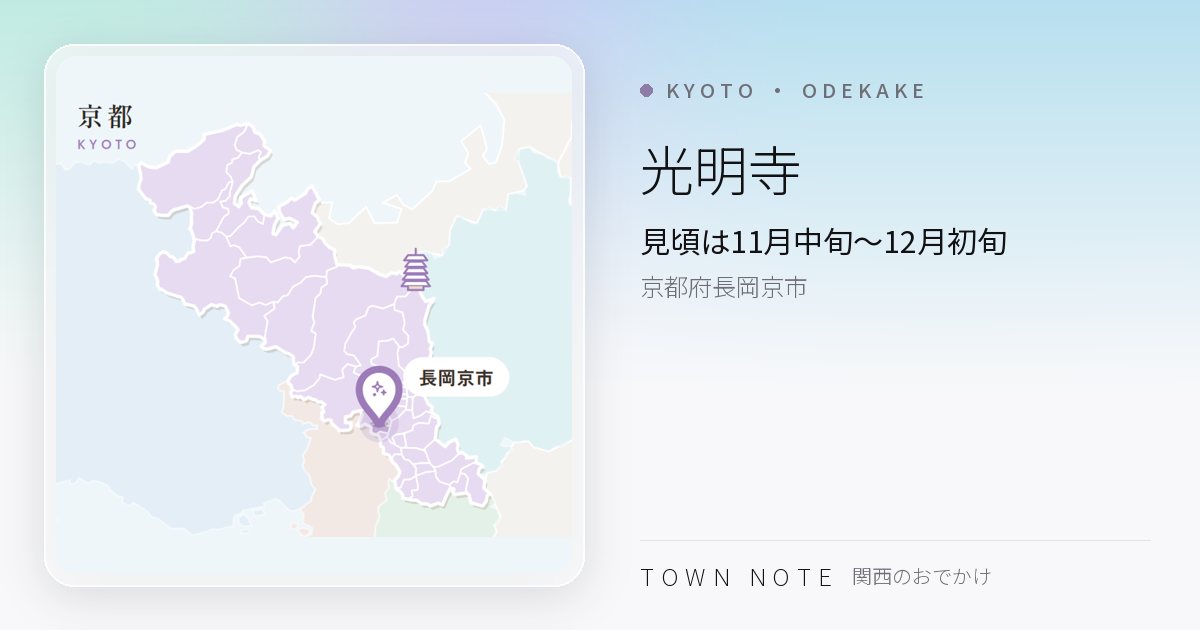 京都
KYOTO
長岡京市
KYOTO • ODEKAKE
光明寺
見頃は11月中旬〜12月初旬
京都府長岡京市
TOWN NOTE 関西のおでかけ